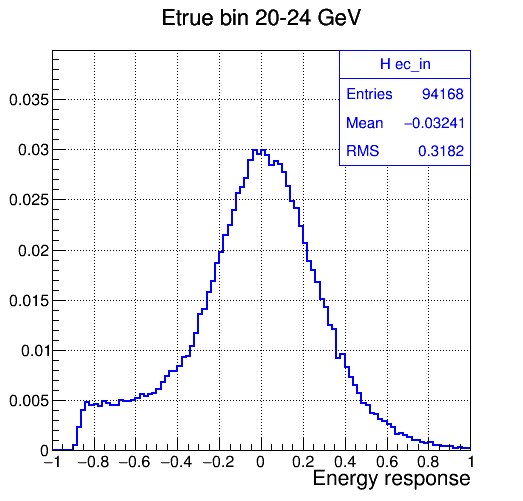 Etrue bin 20-24 GeV
H ec_in
Entries 94168
Mean −0.03241
RMS 0.3182
0.035
0.03
0.025
0.02
0.015
0.01
0.005
0
−1 −0.8 −0.6 −0.4 −0.2 0 0.2 0.4 0.6 0.8 1
Energy response